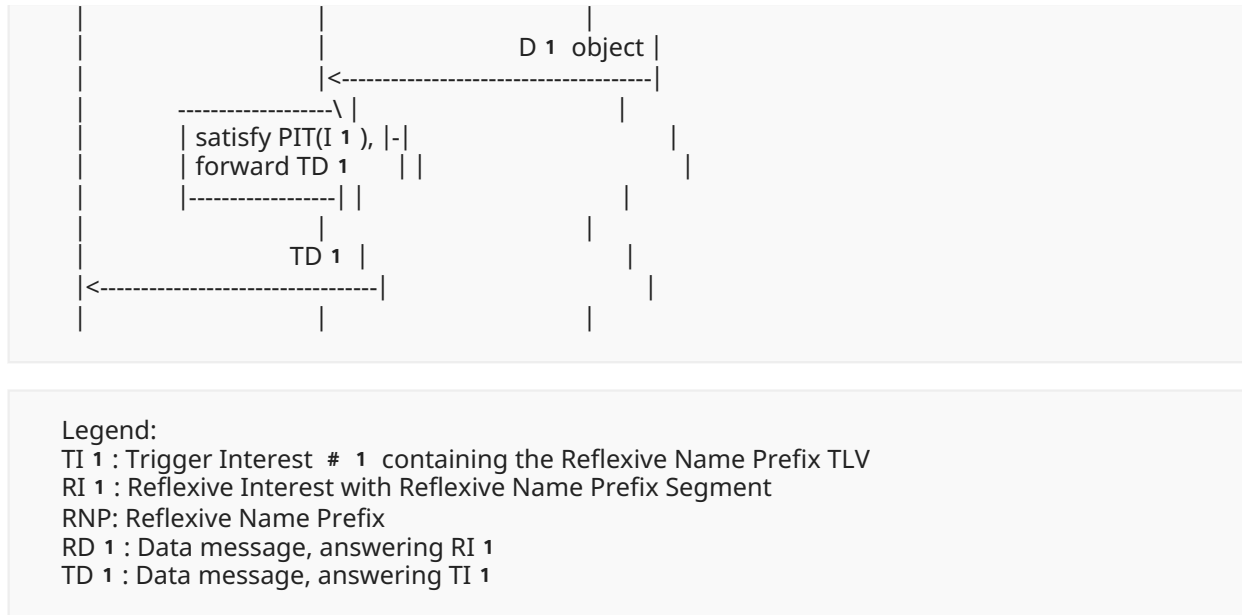 |                                  |                                     |
|                                  |                           D 1 object |
|                                  |<--------------------------------------|
|             -------------------\ |                                     |
|             | satisfy PIT(I 1 ), |-|                                     |
|             | forward TD 1       | |                                     |
|             |------------------| |                                     |
|                                  |                                     |
|                             TD 1 |                                     |
|<----------------------------------|                                     |
|                                  |                                     |
Legend:
TI 1 : Trigger Interest # 1 containing the Reflexive Name Prefix TLV
RI 1 : Reflexive Interest with Reflexive Name Prefix Segment
RNP: Reflexive Name Prefix
RD 1 : Data message, answering RI 1
TD 1 : Data message, answering TI 1